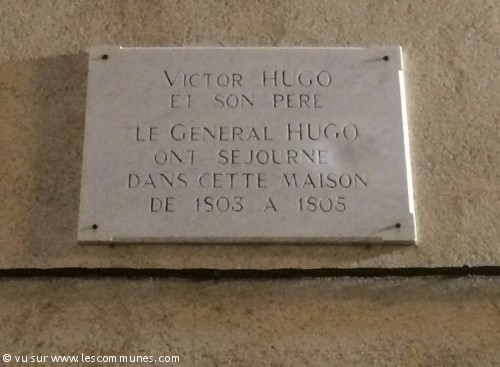 VICTOR HUGO
ET SON PERE
LE GENERAL HUGO
ONT SEJOURNE
DANS CETTE MAISON
DE 1803 A 1805
© vu sur www.lescommunes.com